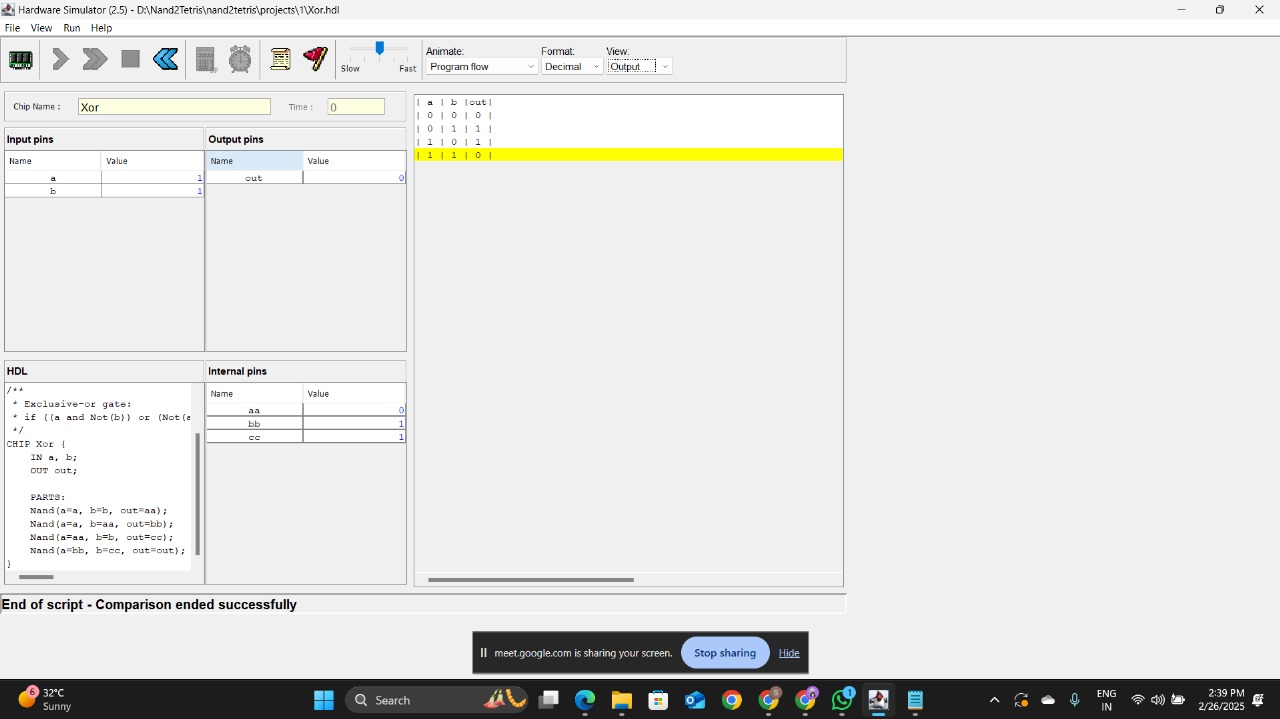 Hardware Simulator (2.5) - D:\Nand2Tetris\nand2tetris\projects\1\Xor.hdl
File View Run Help
Slow Fast
Animate: Format: View:
Program flow Decimal Output
Chip Name : Xor Time : 0
Input pins
Name Value
a 1
b 1
Output pins
Name Value
out 0
| a | b |out|
| 0 | 0 | 0 |
| 0 | 1 | 1 |
| 1 | 0 | 1 |
| 1 | 1 | 0 |
HDL
/**
* Exclusive-or gate:
* if ((a and Not(b)) or (Not(a
*/
CHIP Xor {
IN a, b;
OUT out;
PARTS:
Nand(a=a, b=b, out=aa);
Nand(a=a, b=aa, out=bb);
Nand(a=aa, b=b, out=cc);
Nand(a=bb, b=cc, out=out);
}
Internal pins
Name Value
aa 0
bb 1
cc 1
End of script - Comparison ended successfully
meet.google.com is sharing your screen. Stop sharing Hide
6
32°C
Sunny
Search
1
ENG
IN
2:39 PM
2/26/2025